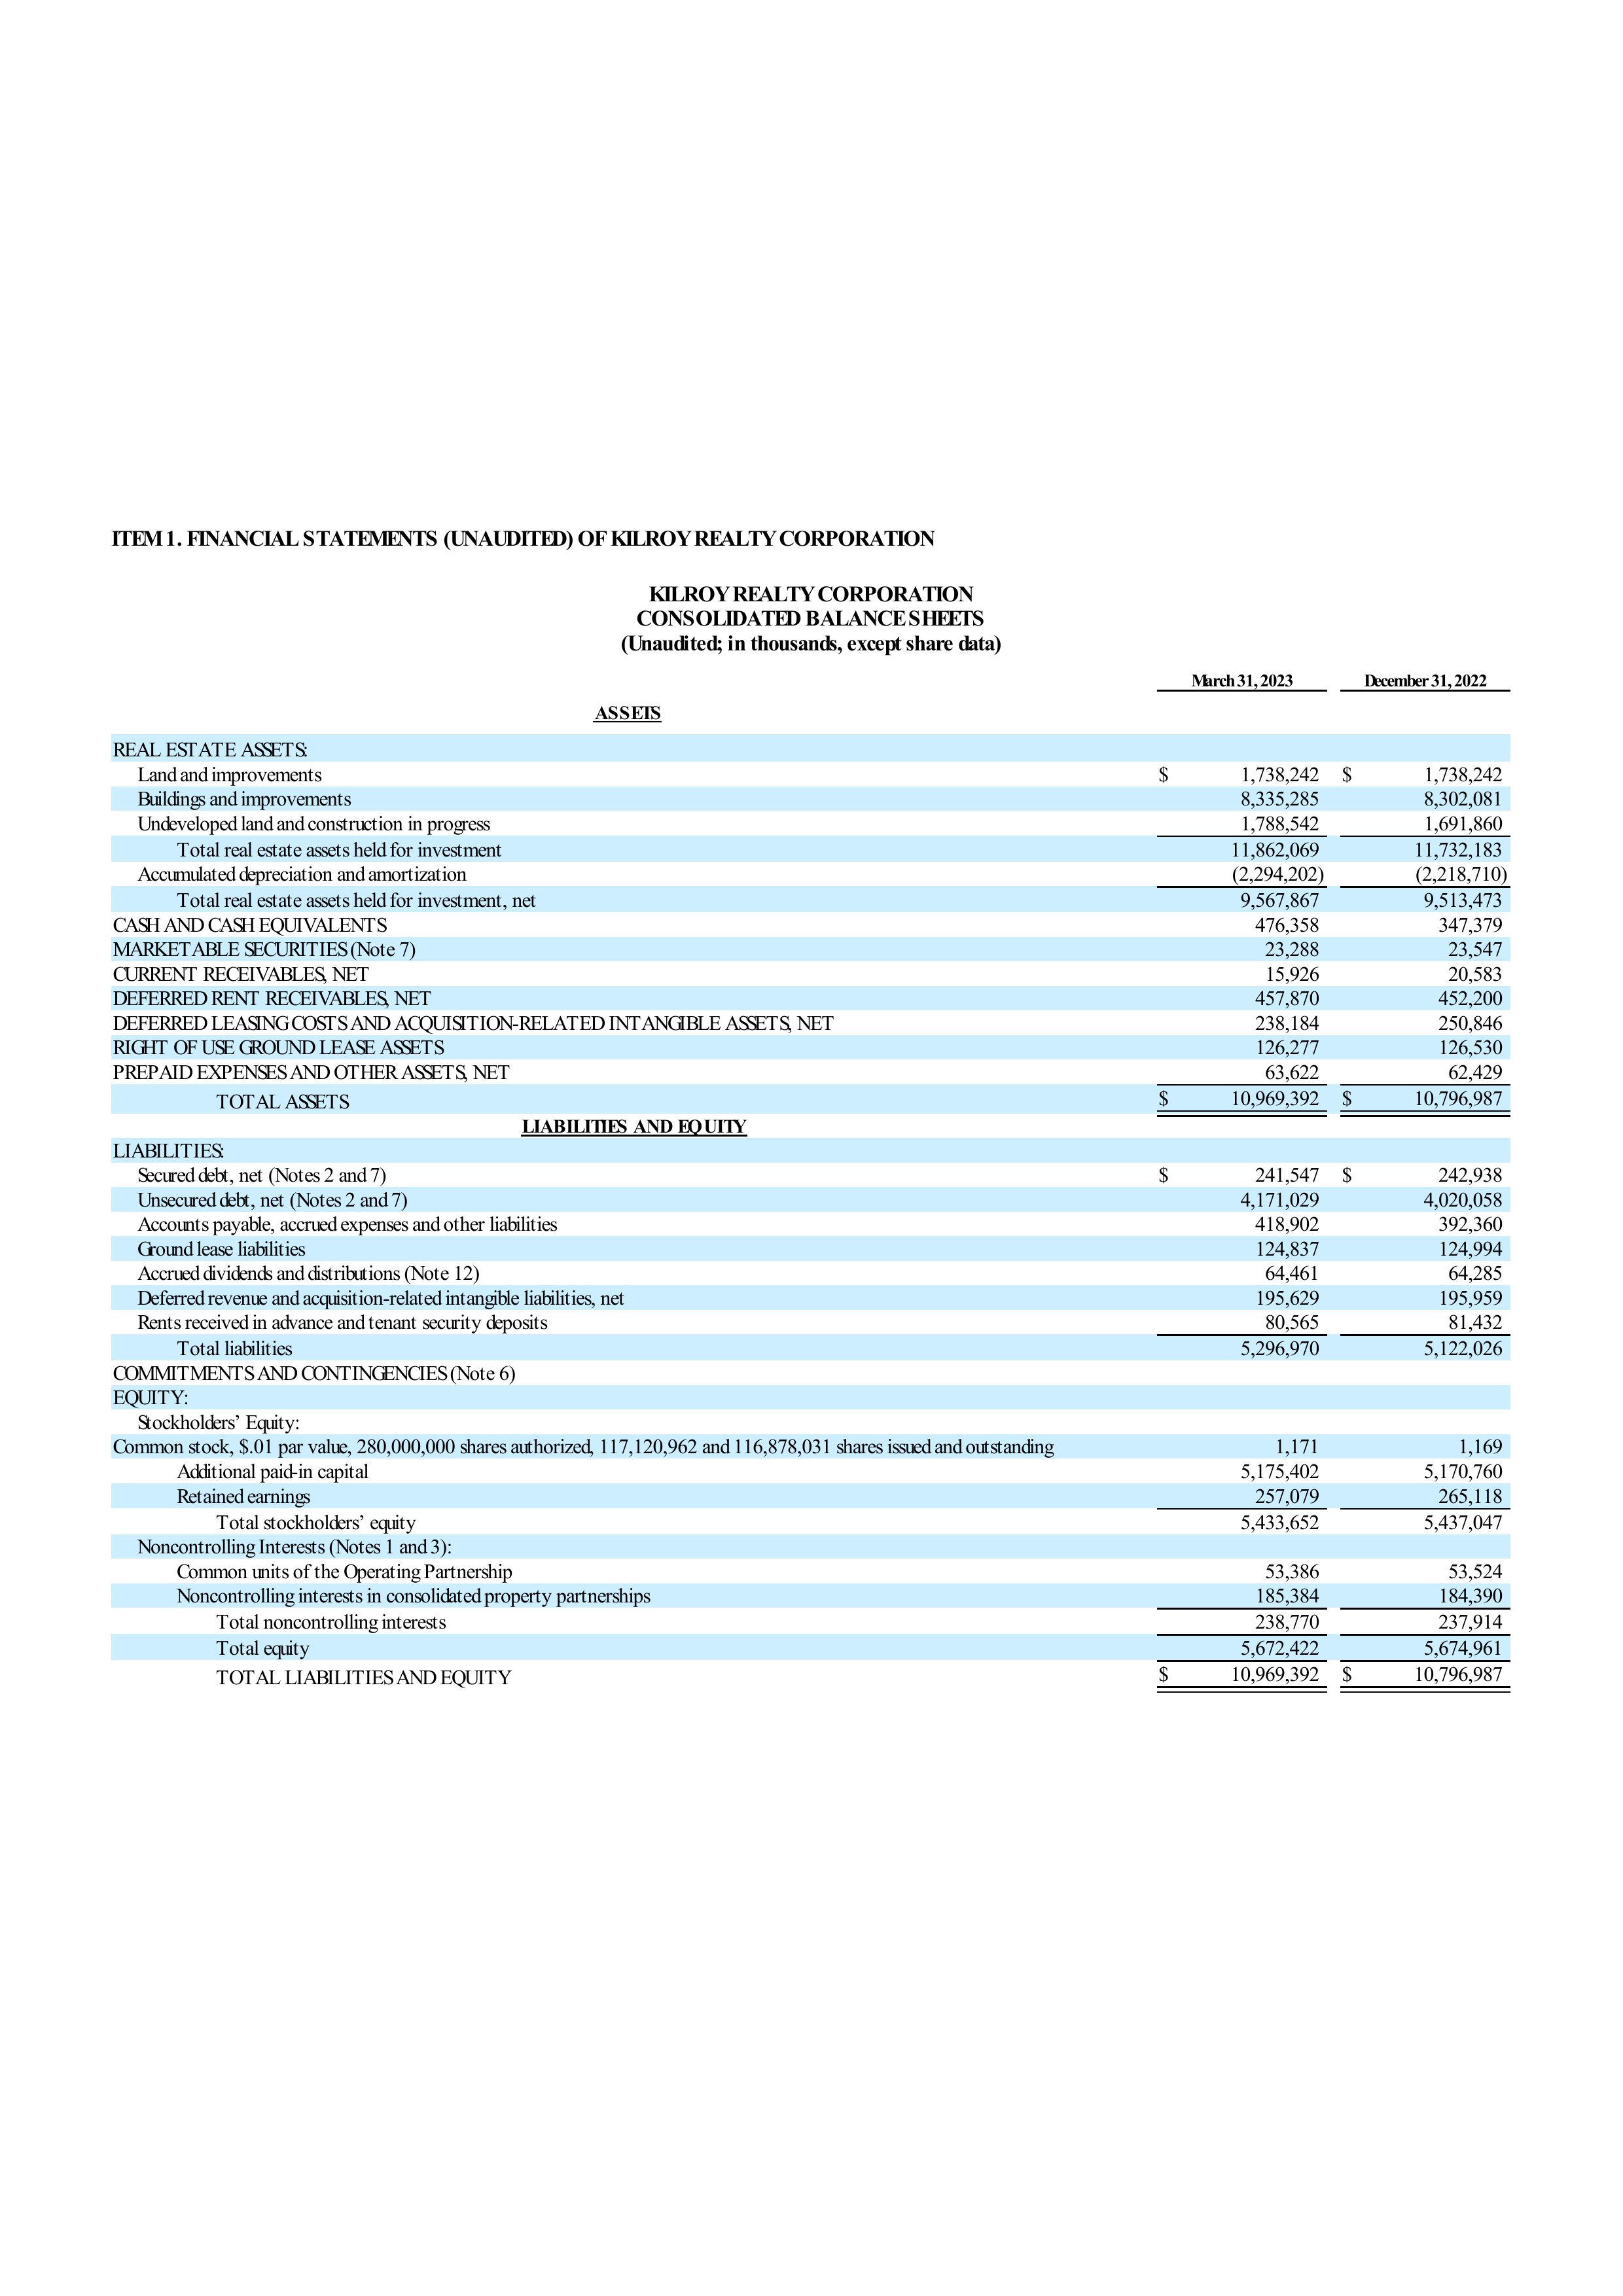 ITEM 1. FINANCIAL STATEMENTS (UNAUDITED) OF KILROY REALTY CORPORATION
KILROY REALTY CORPORATION
CONSOLIDATED BALANCE SHEETS
(Unaudited; in thousands, except share data)
March 31, 2023 December 31, 2022
ASSETS
REAL ESTATE ASSETS:
Land and improvements $ 1,738,242 $ 1,738,242
Buildings and improvements 8,335,285 8,302,081
Undeveloped land and construction in progress 1,788,542 1,691,860
Total real estate assets held for investment 11,862,069 11,732,183
Accumulated depreciation and amortization (2,294,202) (2,218,710)
Total real estate assets held for investment, net 9,567,867 9,513,473
CASH AND CASH EQUIVALENTS 476,358 347,379
MARKETABLE SECURITIES (Note 7) 23,288 23,547
CURRENT RECEIVABLES, NET 15,926 20,583
DEFERRED RENT RECEIVABLES, NET 457,870 452,200
DEFERRED LEASING COSTS AND ACQUISITION-RELATED INTANGIBLE ASSETS, NET 238,184 250,846
RIGHT OF USE GROUND LEASE ASSETS 126,277 126,530
PREPAID EXPENSES AND OTHER ASSETS, NET 63,622 62,429
TOTAL ASSETS $ 10,969,392 $ 10,796,987
LIABILITIES AND EQUITY
LIABILITIES:
Secured debt, net (Notes 2 and 7) $ 241,547 $ 242,938
Unsecured debt, net (Notes 2 and 7) 4,171,029 4,020,058
Accounts payable, accrued expenses and other liabilities 418,902 392,360
Ground lease liabilities 124,837 124,994
Accrued dividends and distributions (Note 12) 64,461 64,285
Deferred revenue and acquisition-related intangible liabilities, net 195,629 195,959
Rents received in advance and tenant security deposits 80,565 81,432
Total liabilities 5,296,970 5,122,026
COMMITMENTS AND CONTINGENCIES (Note 6)
EQUITY:
Stockholders’ Equity:
Common stock, $.01 par value, 280,000,000 shares authorized, 117,120,962 and 116,878,031 shares issued and outstanding 1,171 1,169
Additional paid-in capital 5,175,402 5,170,760
Retained earnings 257,079 265,118
Total stockholders’ equity 5,433,652 5,437,047
Noncontrolling Interests (Notes 1 and 3):
Common units of the Operating Partnership 53,386 53,524
Noncontrolling interests in consolidated property partnerships 185,384 184,390
Total noncontrolling interests 238,770 237,914
Total equity 5,672,422 5,674,961
TOTAL LIABILITIES AND EQUITY $ 10,969,392 $ 10,796,987